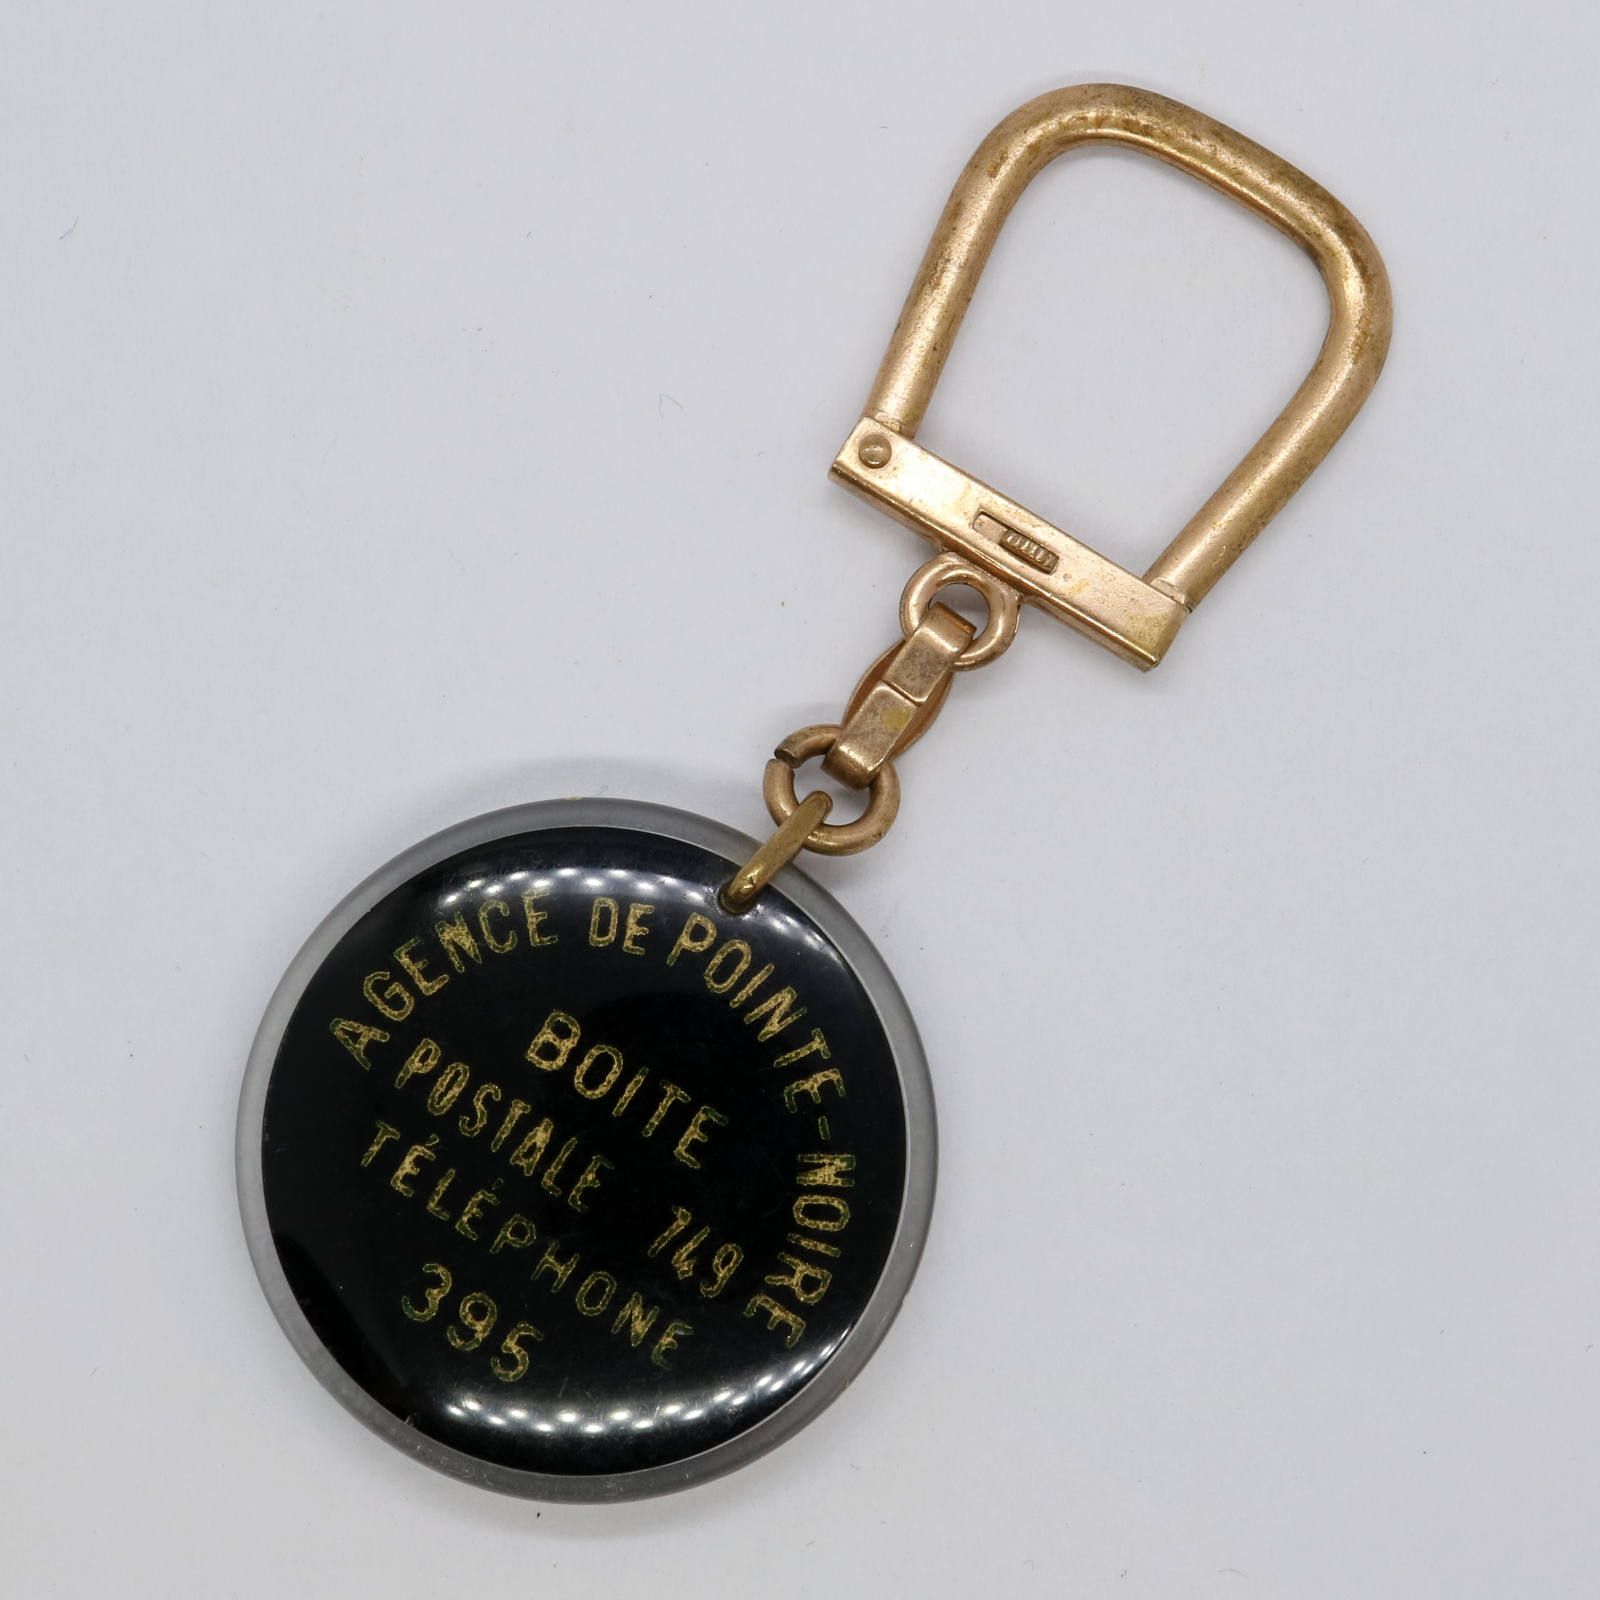 AGENCE DE POINTE-NOIRE
BOITE
POSTALE 749
TÉLÉPHONE
395